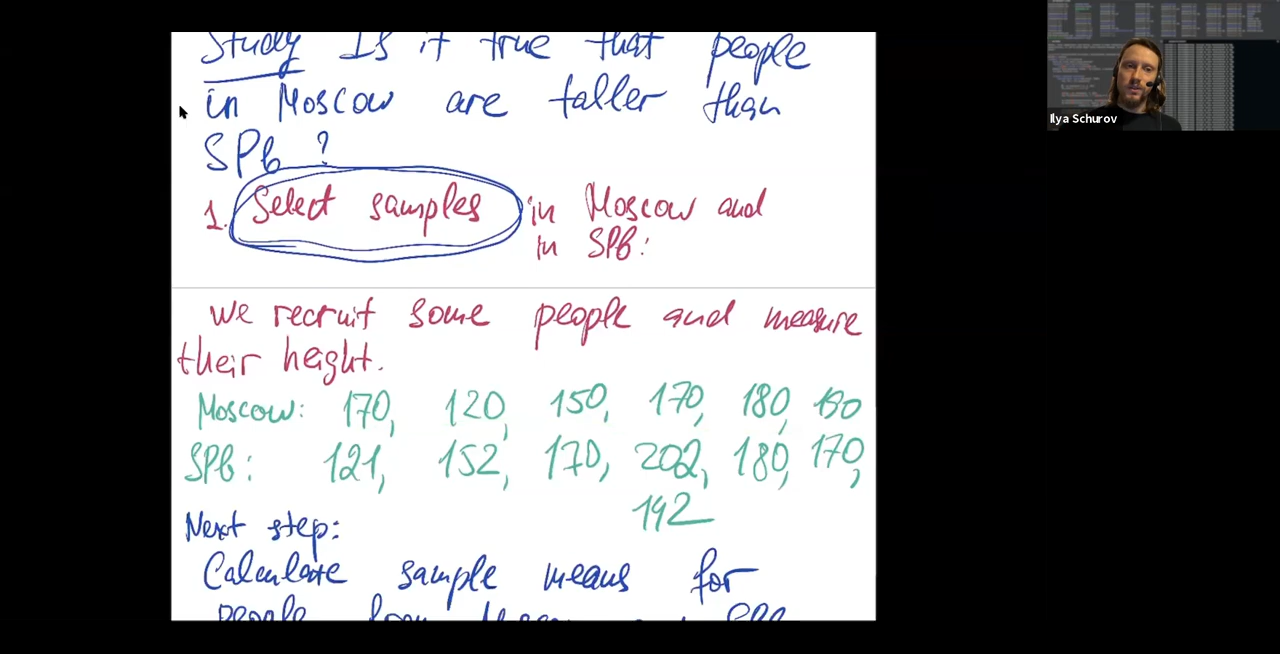 Study Is it true that people
in Moscow are taller than
SPb ?
1. Select samples in Moscow and
in SPb:
we recruit some people and measure
their height.
Moscow: 170, 120, 150, 170, 180,
SPb: 121, 152, 170, 202, 180, 170,
192
Next step:
Calculate sample means for
people from
Ilya Schurov